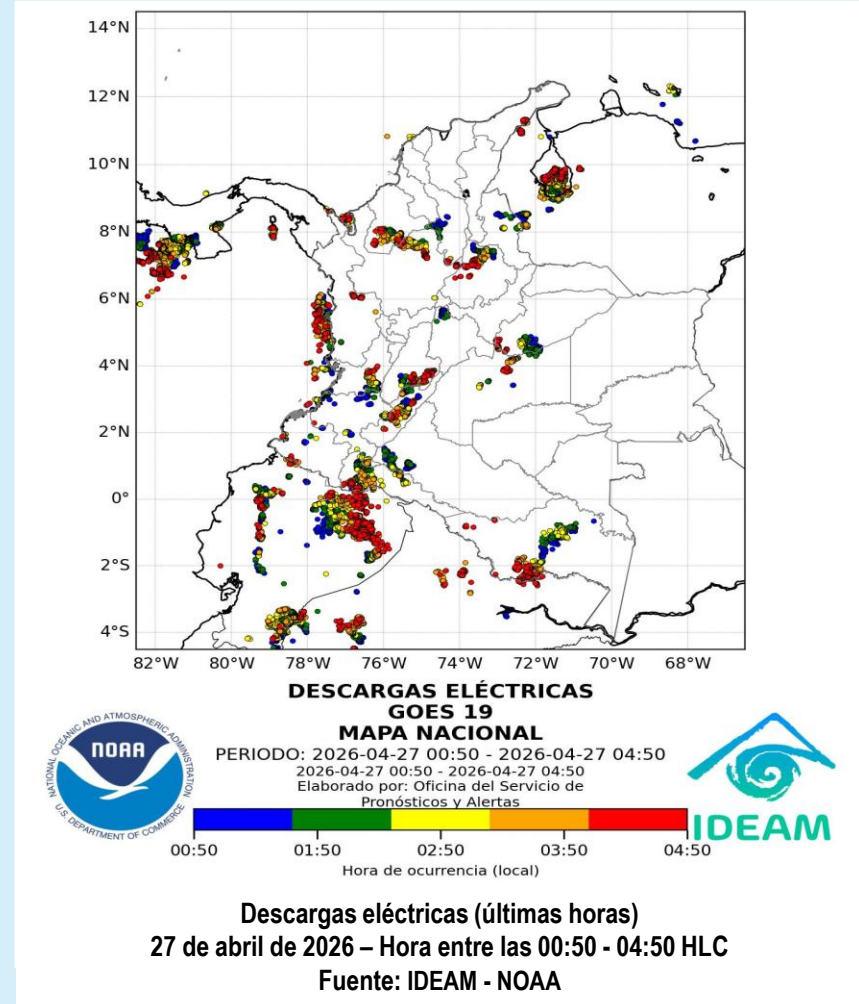 14°N
12°N
10°N
8°N
6°N
4°N
2°N
0°
2°S
4°S
82°W 80°W 78°W 76°W 74°W 72°W 70°W 68°W
DESCARGAS ELÉCTRICAS
GOES 19
MAPA NACIONAL
PERIODO: 2026-04-27 00:50 - 2026-04-27 04:50
2026-04-27 00:50 - 2026-04-27 04:50
Elaborado por: Oficina del Servicio de
Pronósticos y Alertas
NATIONAL OCEANIC AND ATMOSPHERIC ADMINISTRATION
NOAA
U.S. DEPARTMENT OF COMMERCE
IDEAM
00:50 01:50 02:50 03:50 04:50
Hora de ocurrencia (local)
Descargas eléctricas (últimas horas)
27 de abril de 2026 – Hora entre las 00:50 - 04:50 HLC
Fuente: IDEAM - NOAA